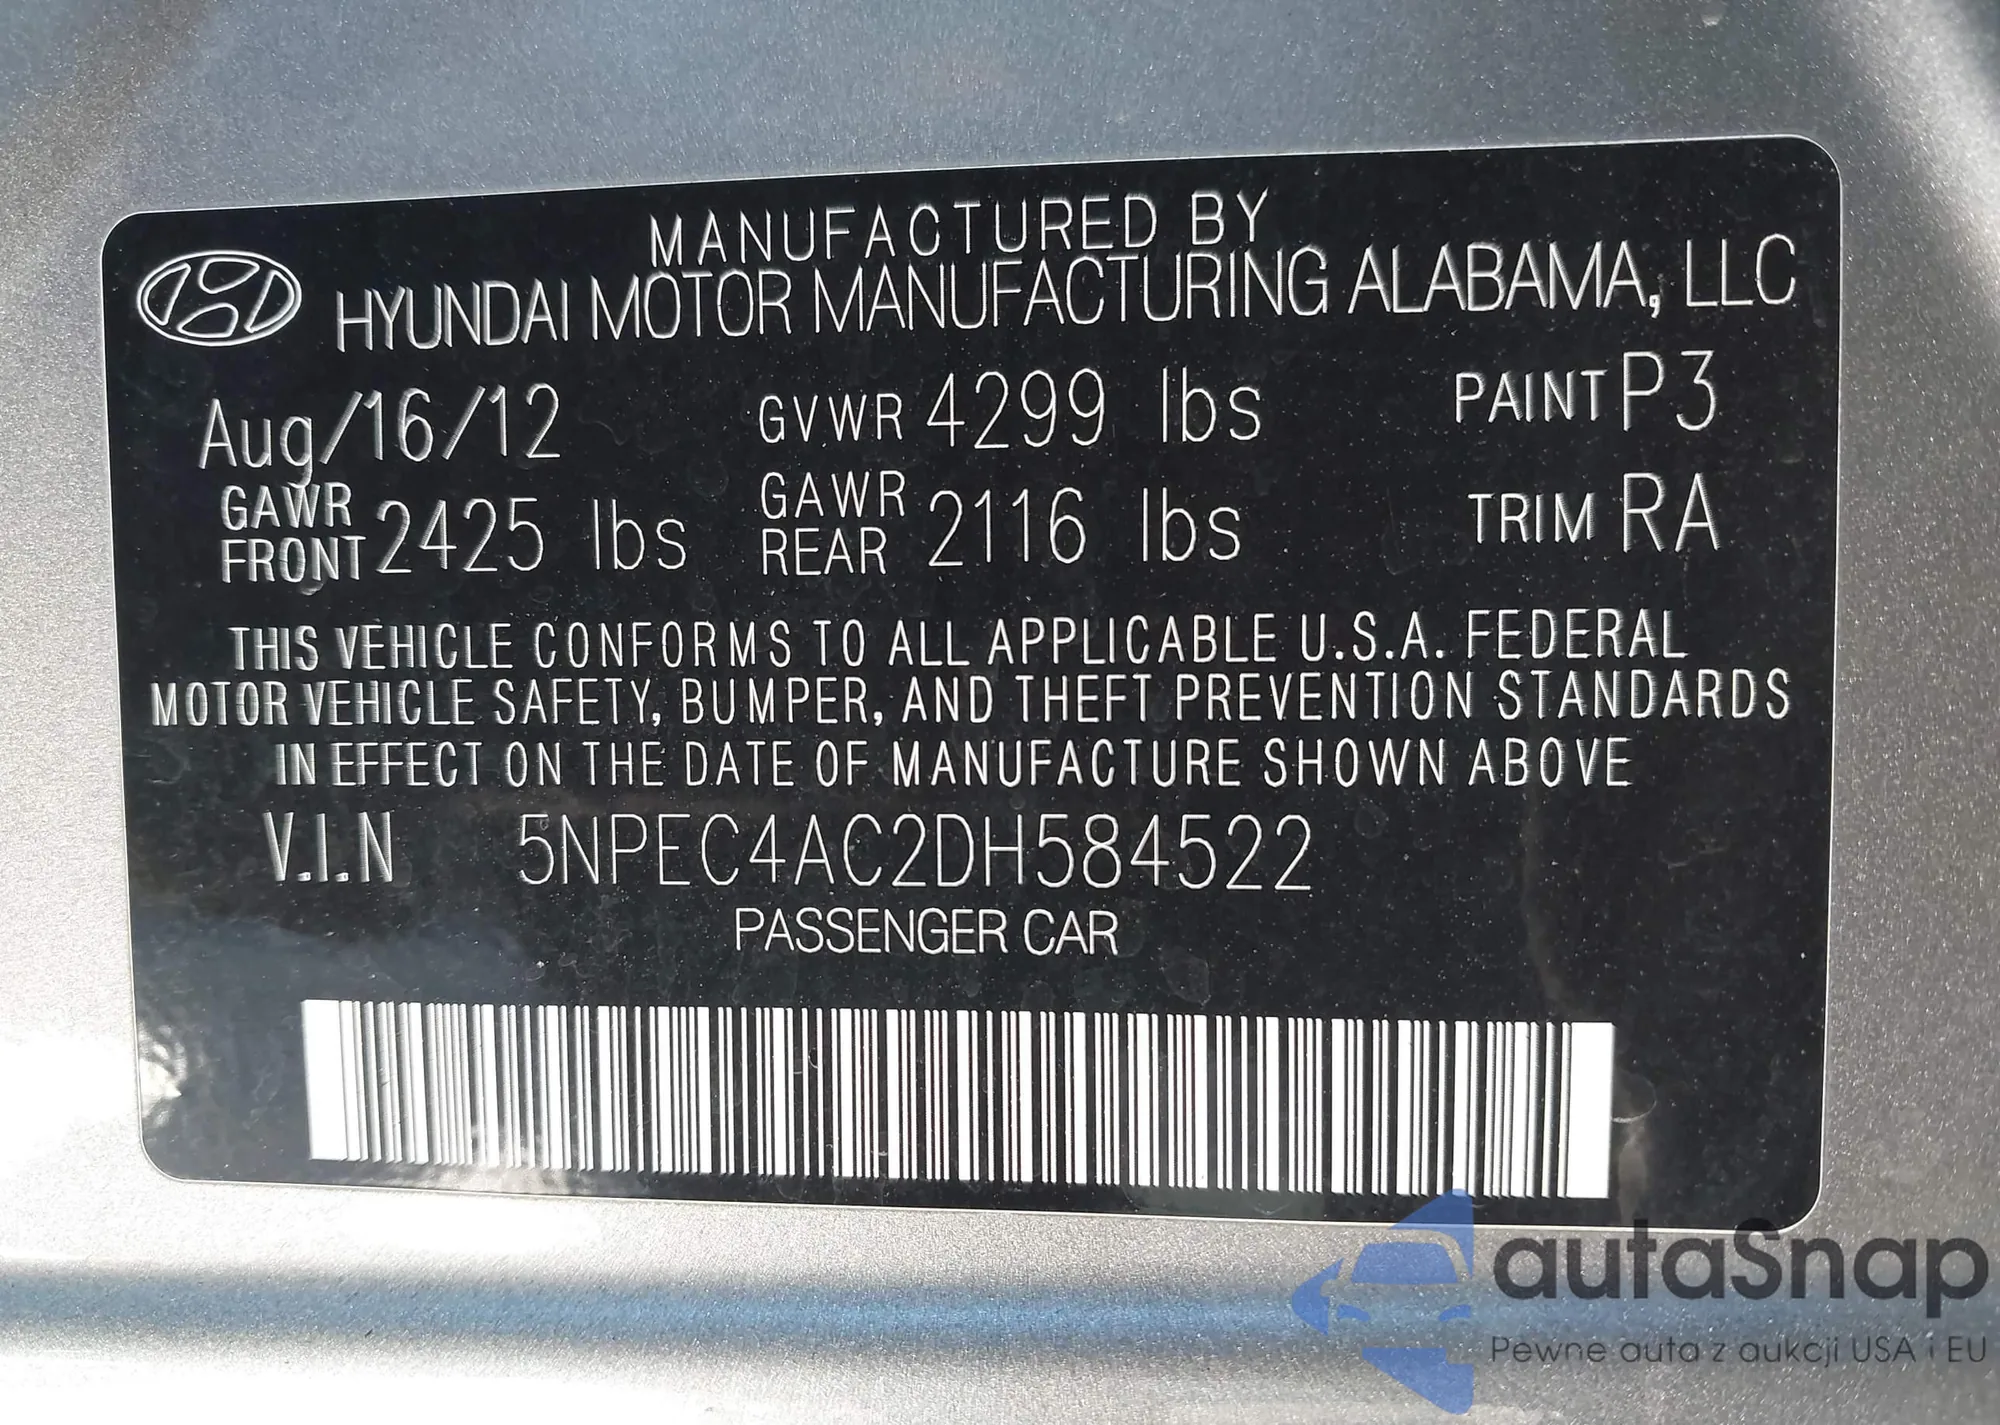 MANUFACTURED BY
HYUNDAI MOTOR MANUFACTURING ALABAMA, LLC
Aug/16/12 GVWR 4299 lbs PAINT P3
GAWR FRONT 2425 lbs GAWR REAR 2116 lbs TRIM RA
THIS VEHICLE CONFORMS TO ALL APPLICABLE U.S.A. FEDERAL
MOTOR VEHICLE SAFETY, BUMPER, AND THEFT PREVENTION STANDARDS
IN EFFECT ON THE DATE OF MANUFACTURE SHOWN ABOVE
V.I.N 5NPEC4AC2DH584522
PASSENGER CAR
autaSnap
Pewne auta z aukcji USA i EU